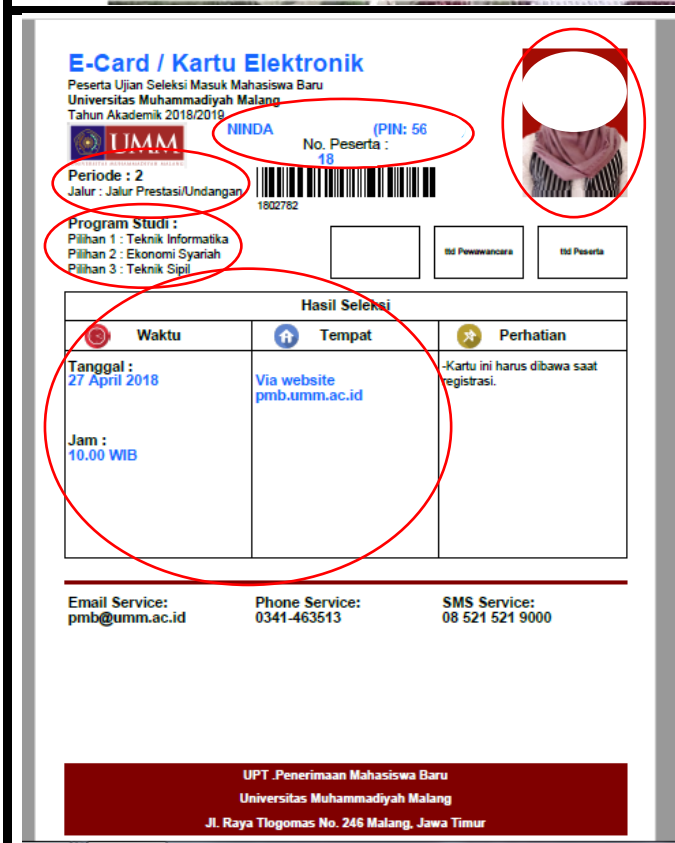 E-Card / Kartu Elektronik
Peserta Ujian Seleksi Masuk Mahasiswa Baru
Universitas Muhammadiyah Malang
Tahun Akademik 2018/2019
NINDA (PIN: 56
UMM
No. Peserta :
18
Periode : 2
Jalur : Jalur Prestasi/Undangan
1802782
Program Studi :
Pilihan 1 : Teknik Informatika
Pilihan 2 : Ekonomi Syariah
Pilihan 3 : Teknik Sipil
ttd Pewawancara ttd Peserta
Hasil Seleksi
Waktu Tempat Perhatian
Tanggal :
27 April 2018
Jam :
10.00 WIB
Via website
pmb.umm.ac.id
-Kartu ini harus dibawa saat
registrasi.
Email Service:
pmb@umm.ac.id
Phone Service:
0341-463513
SMS Service:
08 521 521 9000
UPT .Penerimaan Mahasiswa Baru
Universitas Muhammadiyah Malang
Jl. Raya Tlogomas No. 246 Malang, Jawa Timur